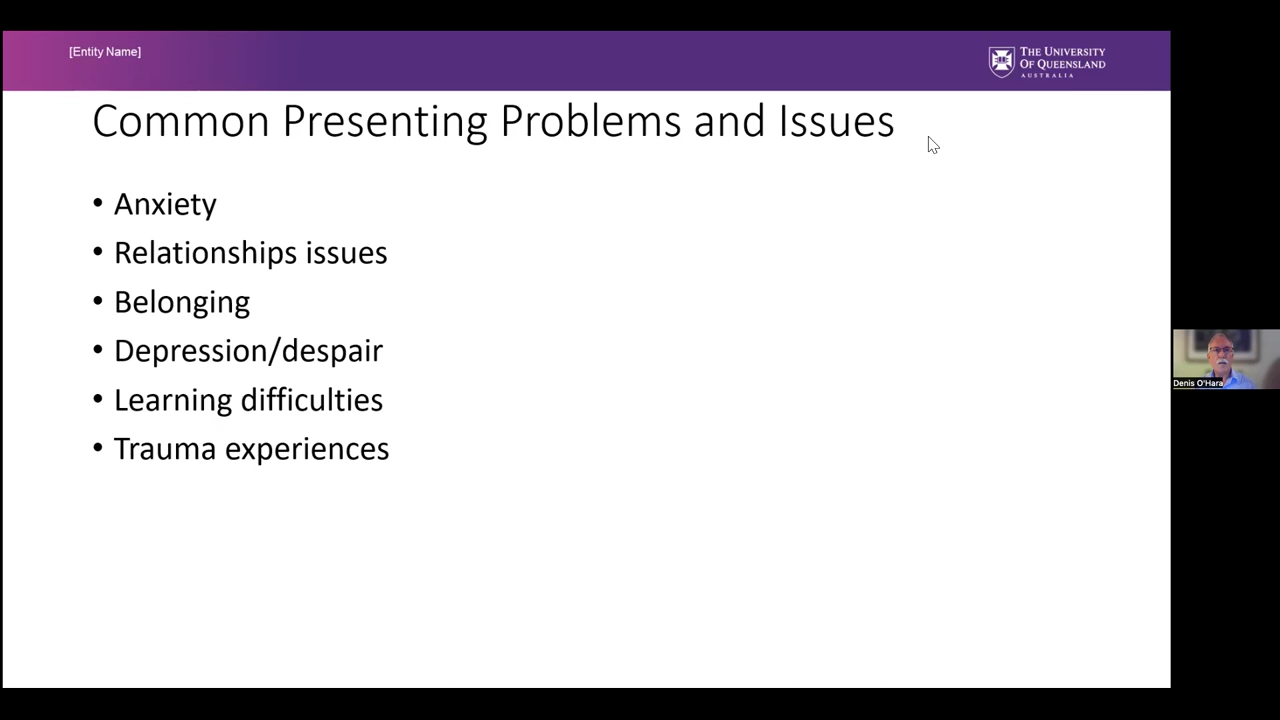 [Entity Name]
THE UNIVERSITY
OF QUEENSLAND
AUSTRALIA
Common Presenting Problems and Issues
• Anxiety
• Relationships issues
• Belonging
• Depression/despair
• Learning difficulties
• Trauma experiences
Denis O'Hara